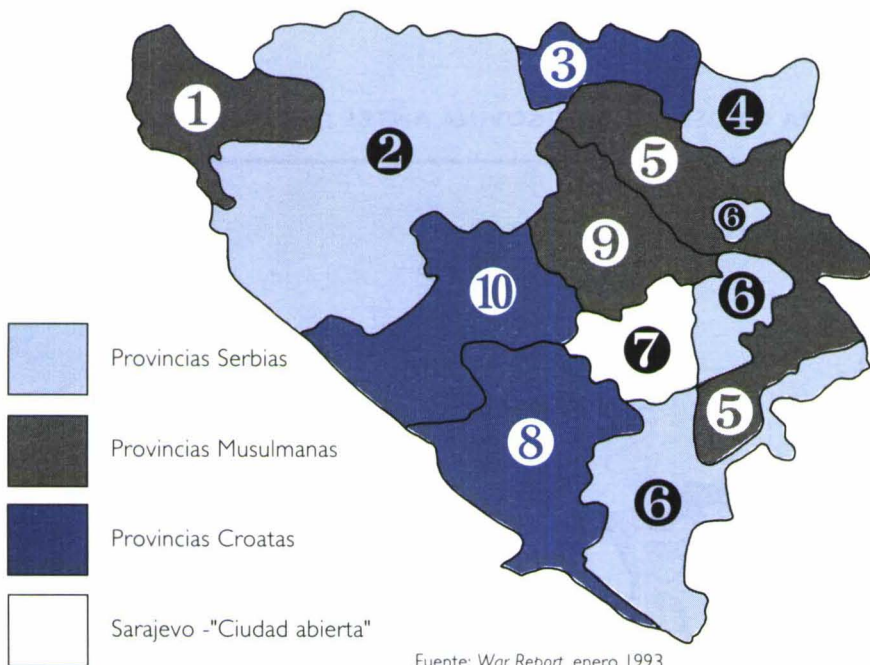 3
1
4
2
5
6
9
6
10
7
5
8
6
Provincias Serbias
Provincias Musulmanas
Provincias Croatas
Sarajevo -"Ciudad abierta"
Fuente: War Report, enero 1993